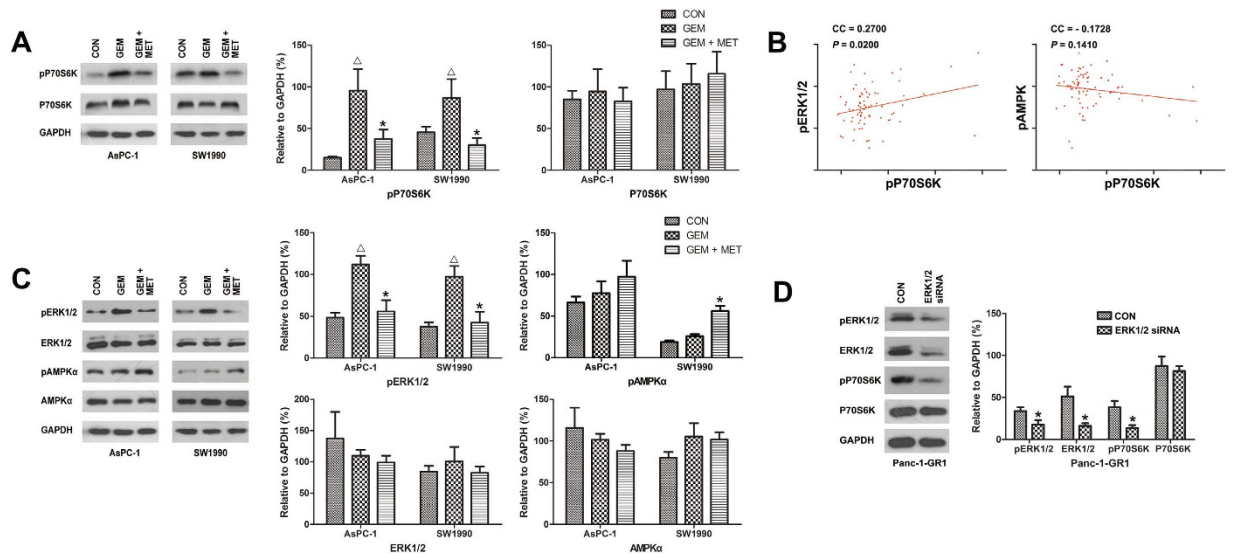 A
CON
GEM
GEM +
MET
CON
GEM
GEM +
MET
pP70S6K
P70S6K
GAPDH
AsPC-1
SW1990
Relative to GAPDH (%)
150
100
50
0
△
*
△
*
AsPC-1
SW1990
pP70S6K
CON
GEM
GEM + MET
150
100
50
0
AsPC-1
SW1990
P70S6K
B
CC = 0.2700
P = 0.0200
pERK1/2
pP70S6K
CC = - 0.1728
P = 0.1410
pAMPK
pP70S6K
C
CON
GEM
GEM +
MET
CON
GEM
GEM +
MET
pERK1/2
ERK1/2
pAMPKα
AMPKα
GAPDH
AsPC-1
SW1990
Relative to GAPDH (%)
150
100
50
0
△
*
△
*
AsPC-1
SW1990
pERK1/2
CON
GEM
GEM + MET
Relative to GAPDH (%)
150
100
50
0
*
AsPC-1
SW1990
pAMPKα
Relative to GAPDH (%)
200
150
100
50
0
AsPC-1
SW1990
ERK1/2
Relative to GAPDH (%)
150
100
50
0
AsPC-1
SW1990
AMPKα
D
CON
ERK1/2
siRNA
pERK1/2
ERK1/2
pP70S6K
P70S6K
GAPDH
Panc-1-GR1
CON
ERK1/2 siRNA
Relative to GAPDH (%)
150
100
50
0
*
*
*
pERK1/2
ERK1/2
pP70S6K
P70S6K
Panc-1-GR1